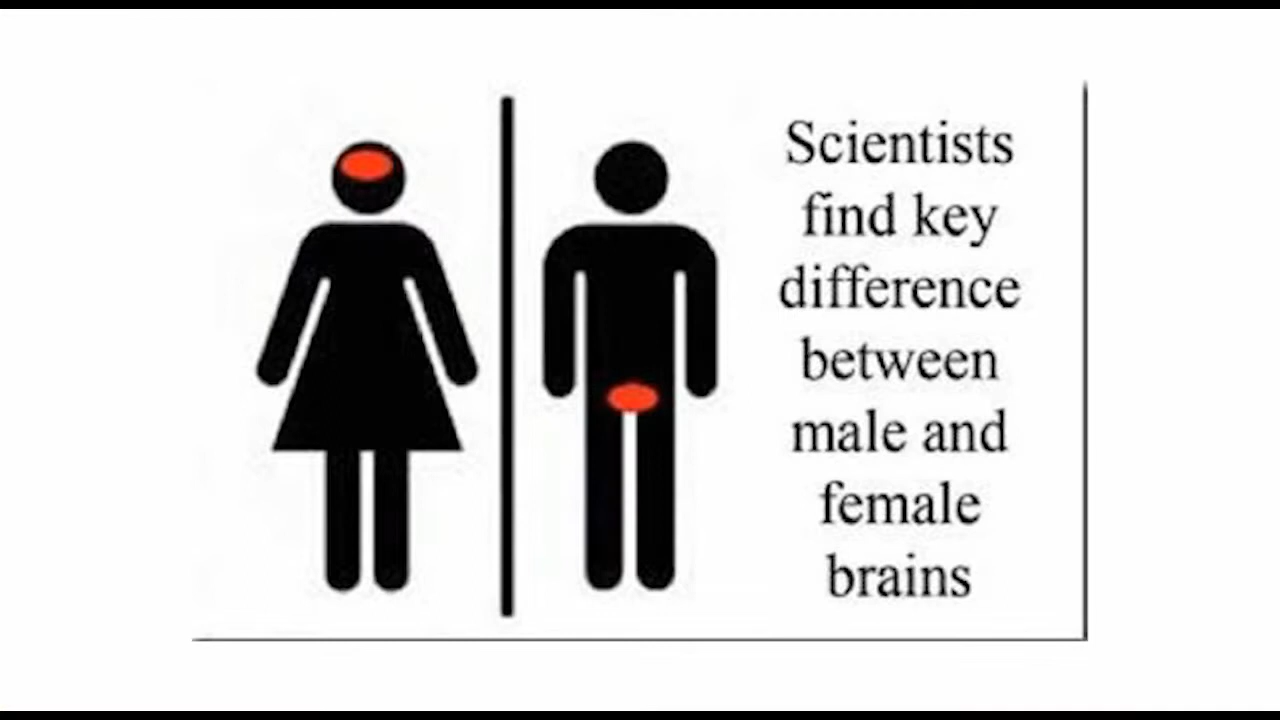 Scientists
find key
difference
between
male and
female
brains